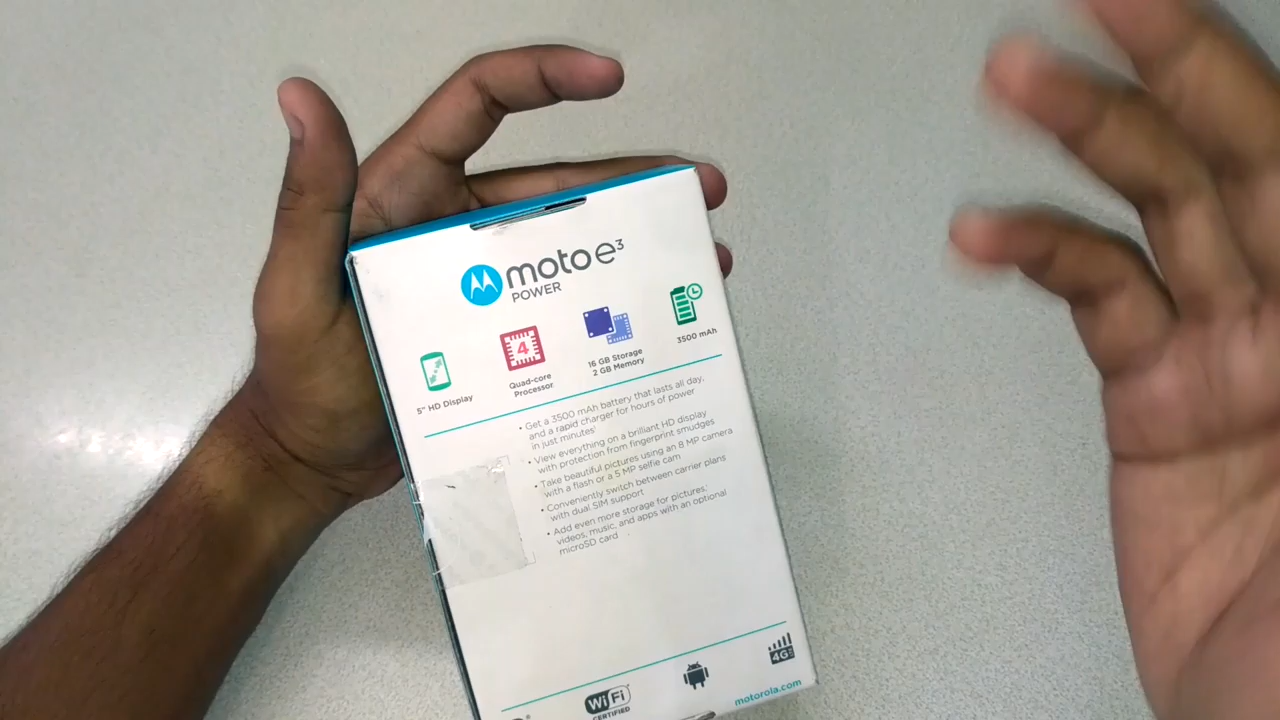 moto e³
POWER
5" HD Display
4
Quad-core
Processor
16 GB Storage
2 GB Memory
3500 mAh
• Get a 3500 mAh battery that lasts all day,
and a rapid charger for hours of power
in just minutes
• View everything on a brilliant HD display
with protection from fingerprint smudges
• Take beautiful pictures using an 8 MP camera
with a flash or a 5 MP selfie cam
• Conveniently switch between carrier plans
with dual SIM support
• Add even more storage for pictures,
videos, music, and apps with an optional
microSD card
Wi Fi
CERTIFIED
4G
motorola.com